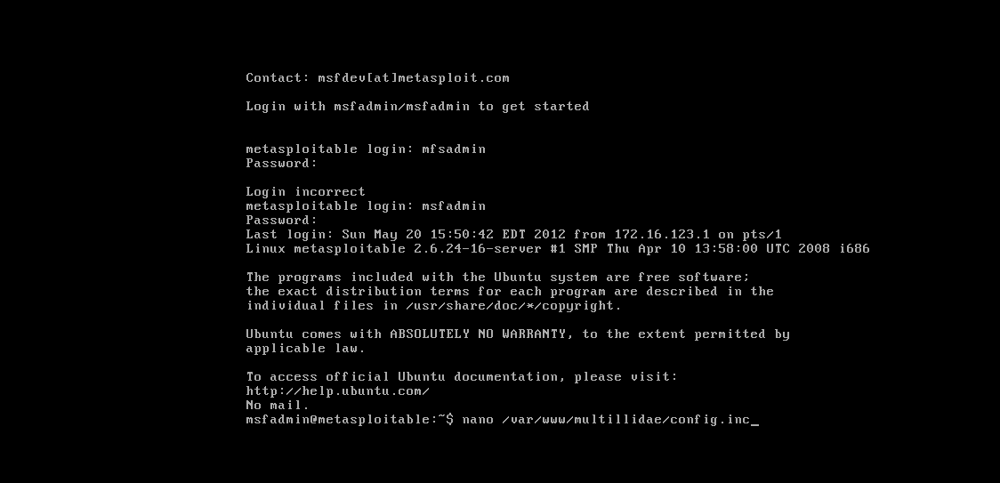 Contact: msfdev[at]metasploit.com
Login with msfadmin/msfadmin to get started
metasploitable login: mfsadmin
Password:
Login incorrect
metasploitable login: msfadmin
Password:
Last login: Sun May 20 15:50:42 EDT 2012 from 172.16.123.1 on pts/1
Linux metasploitable 2.6.24-16-server #1 SMP Thu Apr 10 13:58:00 UTC 2008 i686
The programs included with the Ubuntu system are free software;
the exact distribution terms for each program are described in the
individual files in /usr/share/doc/*/copyright.
Ubuntu comes with ABSOLUTELY NO WARRANTY, to the extent permitted by
applicable law.
To access official Ubuntu documentation, please visit:
http://help.ubuntu.com/
No mail.
msfadmin@metasploitable:~$ nano /var/www/multillidae/config.inc_